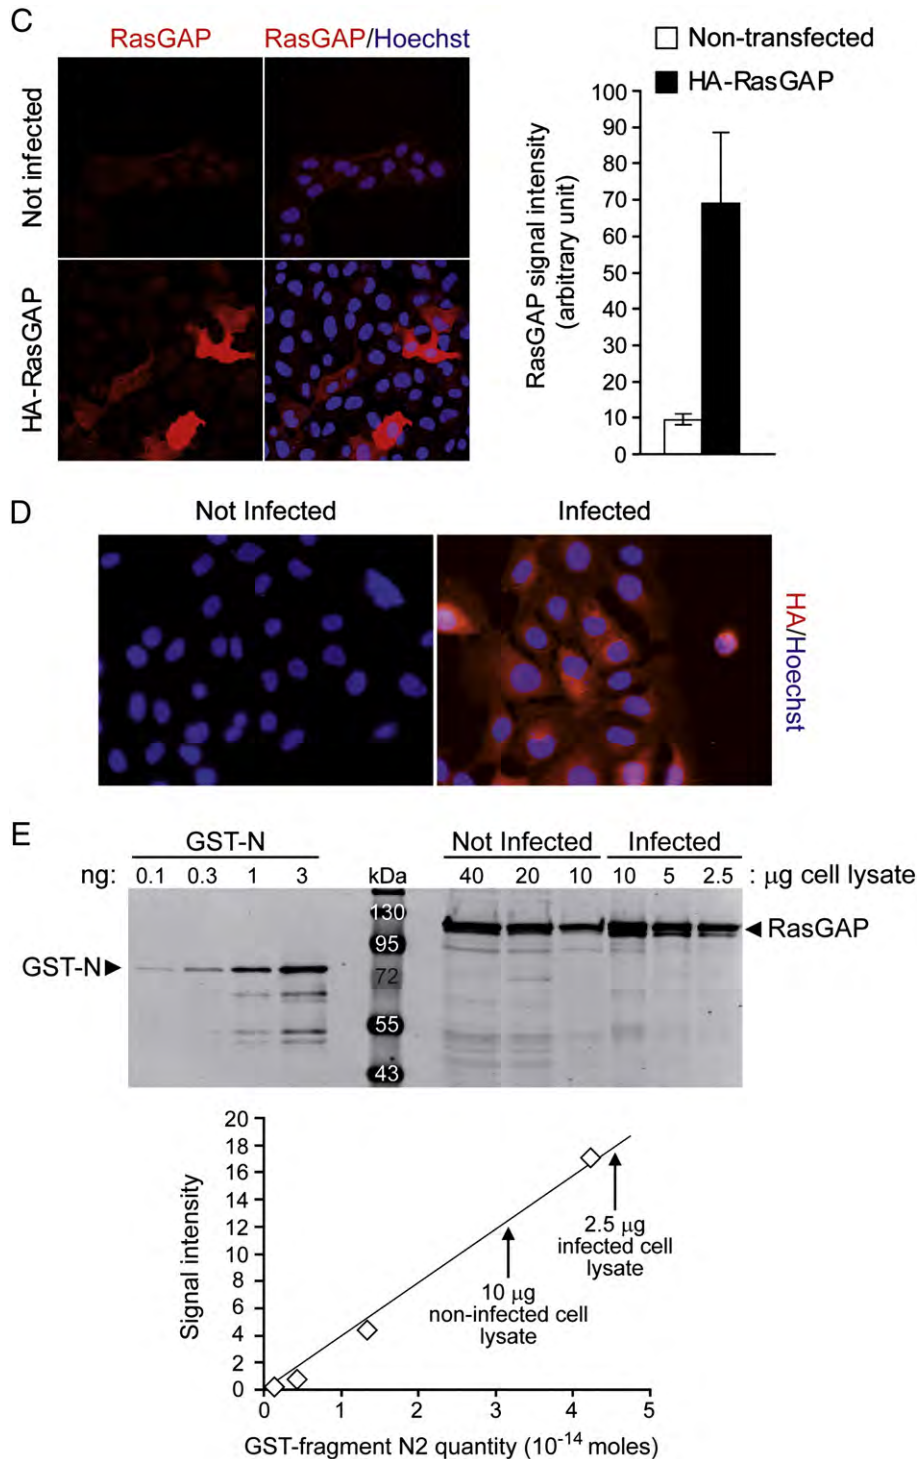 C
RasGAP
RasGAP/Hoechst
Not infected
HA-RasGAP
Non-transfected
HA-RasGAP
RasGAP signal intensity
(arbitrary unit)
100
90
80
70
60
50
40
30
20
10
0
D
Not Infected
Infected
HA/Hoechst
E
GST-N
Not Infected
Infected
ng: 0.1 0.3 1 3 kDa 40 20 10 10 5 2.5 : μg cell lysate
130
95
72
55
43
GST-N
RasGAP
Signal intensity
20
18
16
14
12
10
8
6
4
2
0
2.5 μg
infected cell
lysate
10 μg
non-infected cell
lysate
0 1 2 3 4 5
GST-fragment N2 quantity (10⁻¹⁴ moles)